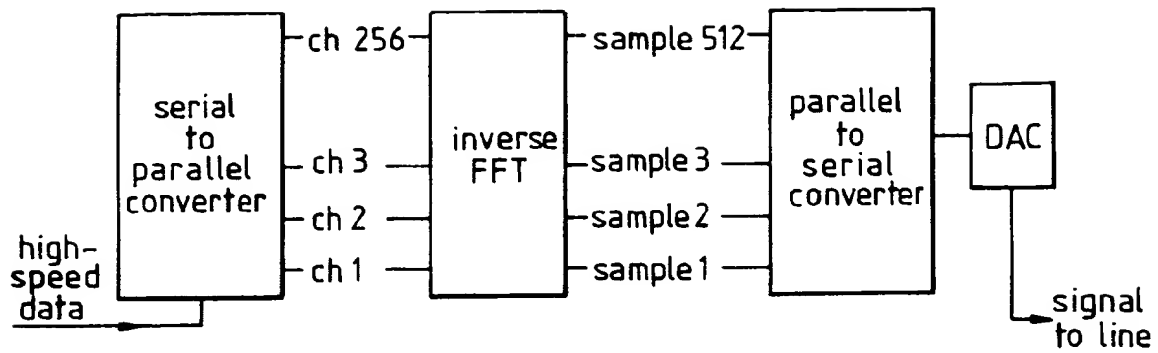 serial
to
parallel
converter
high-
speed
data
ch 256
ch 3
ch 2
ch 1
inverse
FFT
sample 512
sample 3
sample 2
sample 1
parallel
to
serial
converter
DAC
signal
to line